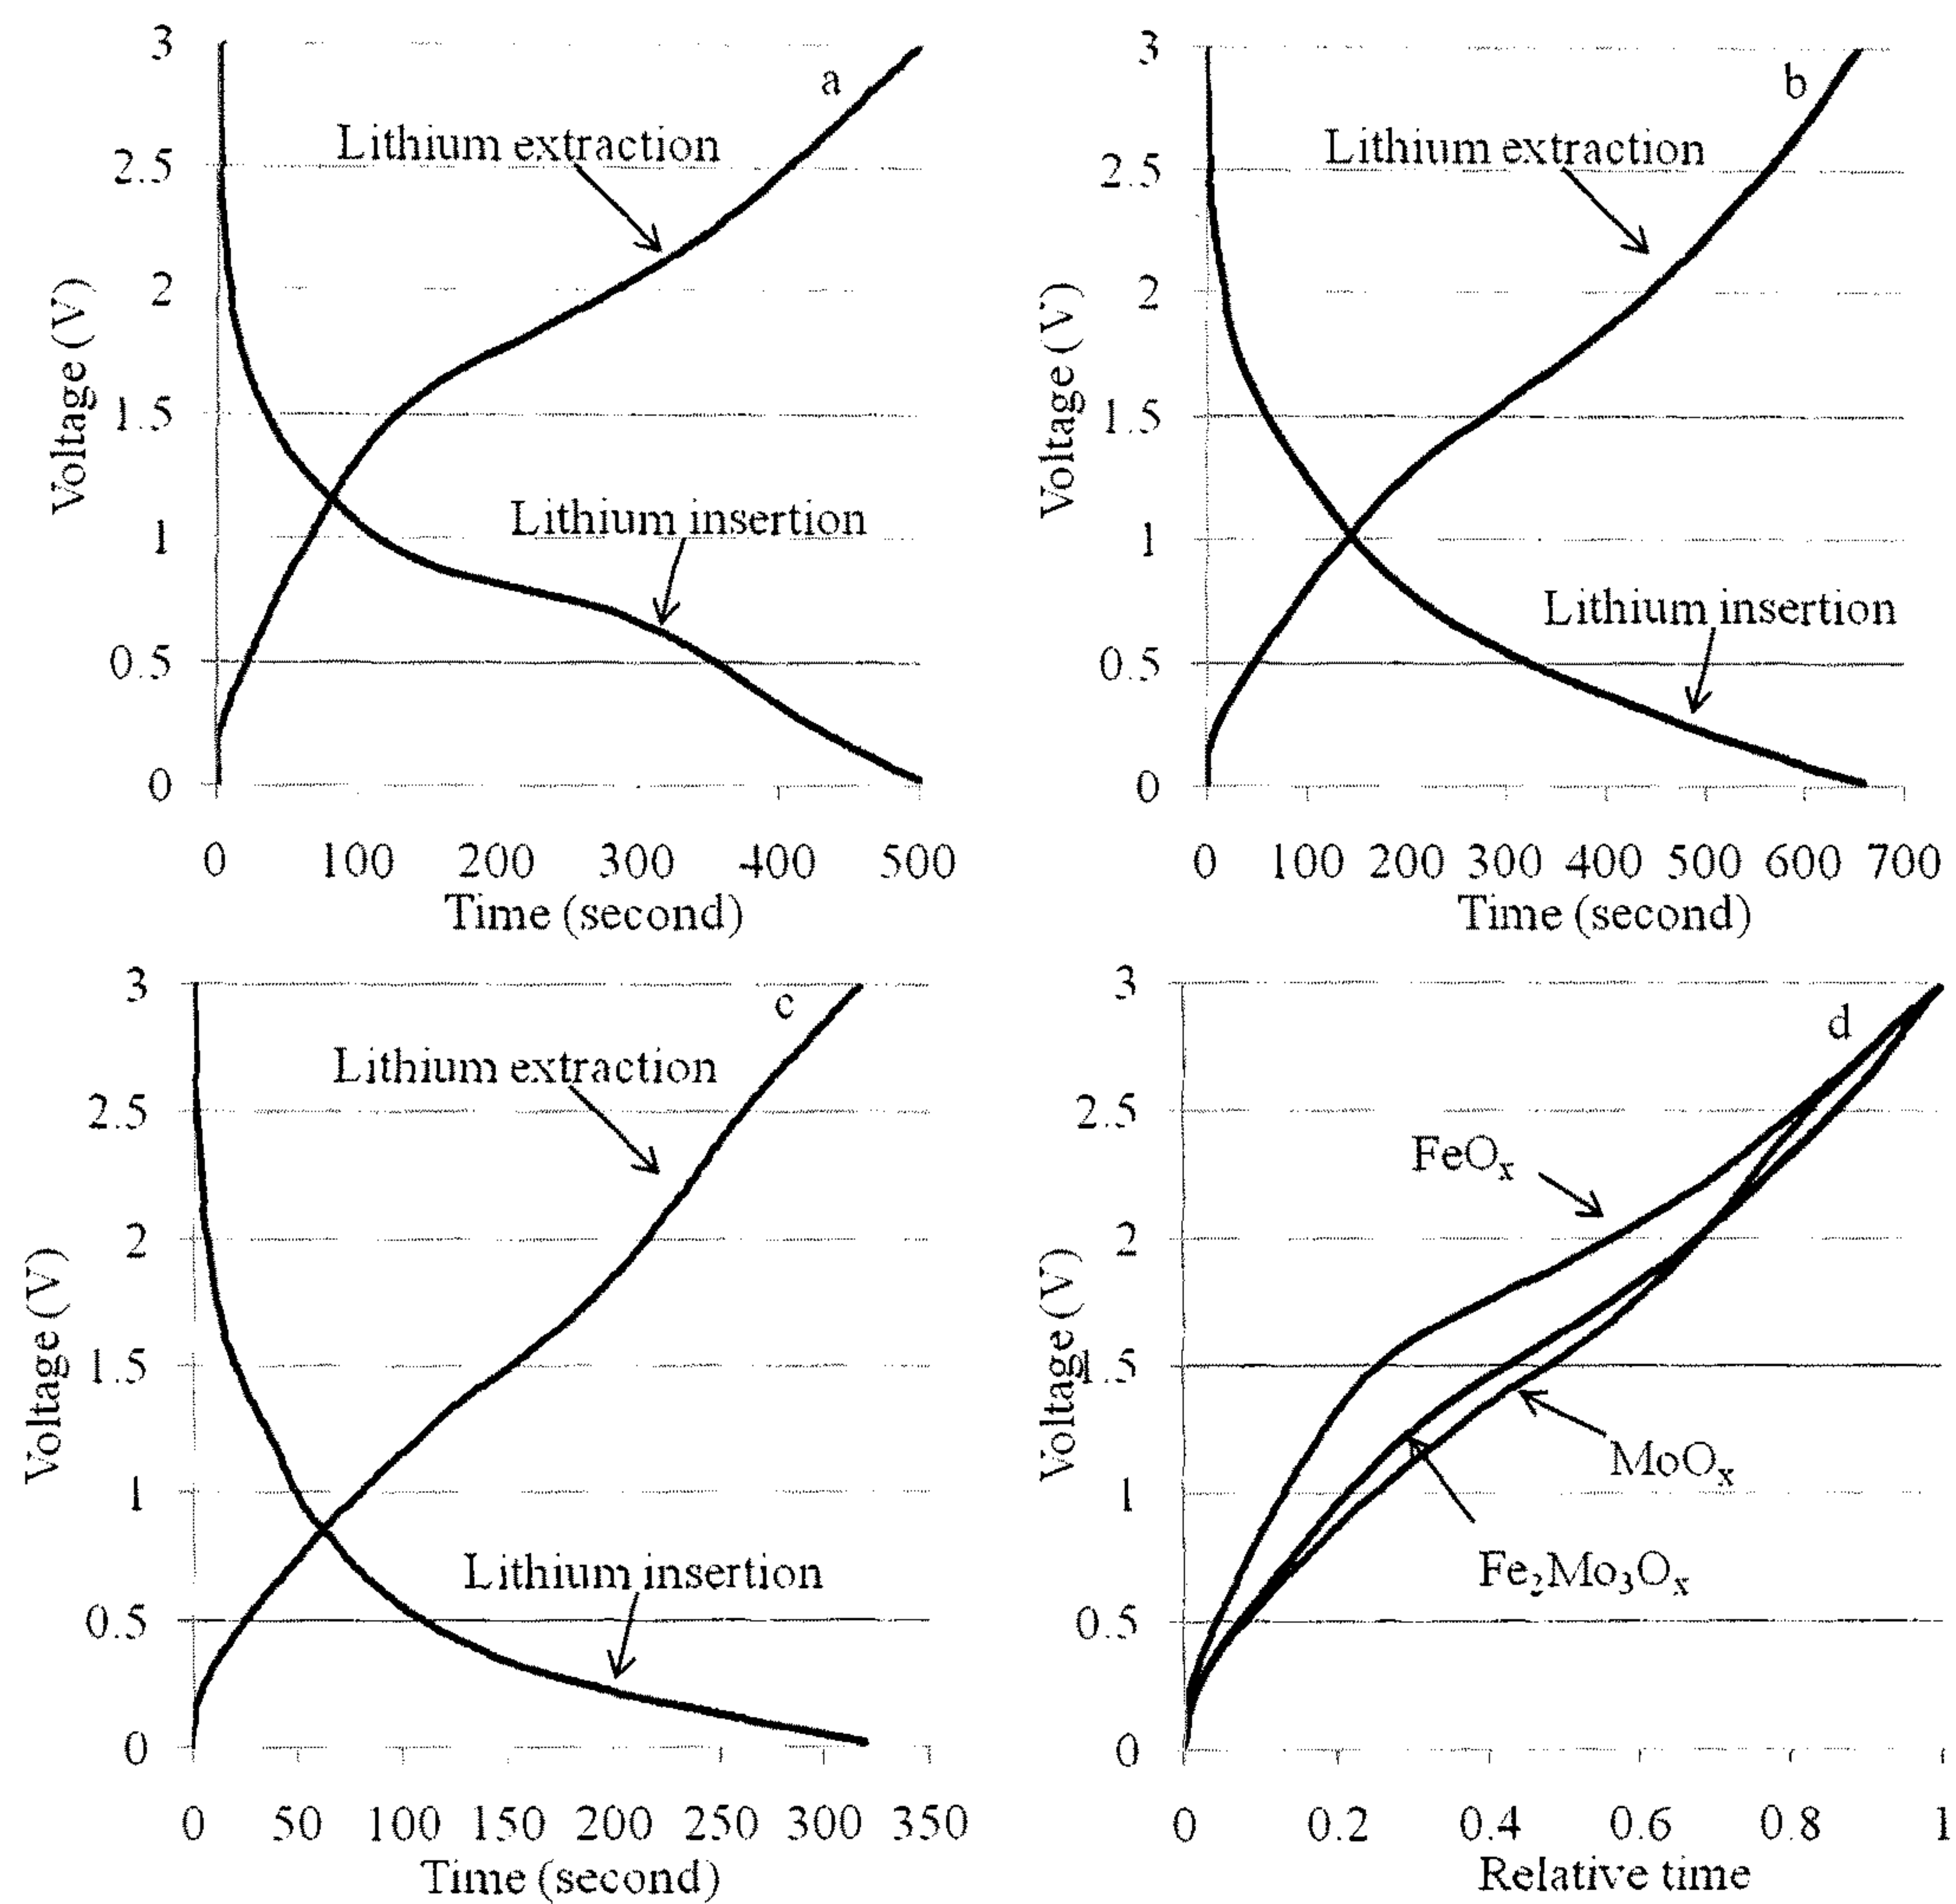 3
a
Lithium extraction
2.5
2
Voltage (V)
1.5
Lithium insertion
1
0.5
0
0 100 200 300 400 500
Time (second)
3
b
Lithium extraction
2.5
2
Voltage (V)
1.5
1
Lithium insertion
0.5
0
0 100 200 300 400 500 600 700
Time (second)
3
c
Lithium extraction
2.5
2
Voltage (V)
1.5
1
Lithium insertion
0.5
0
0 50 100 150 200 250 300 350
Time (second)
3
d
2.5
FeOₓ
2
Voltage (V)
1.5
MoOₓ
1
Fe₂Mo₃Oₓ
0.5
0
0 0.2 0.4 0.6 0.8 1
Relative time